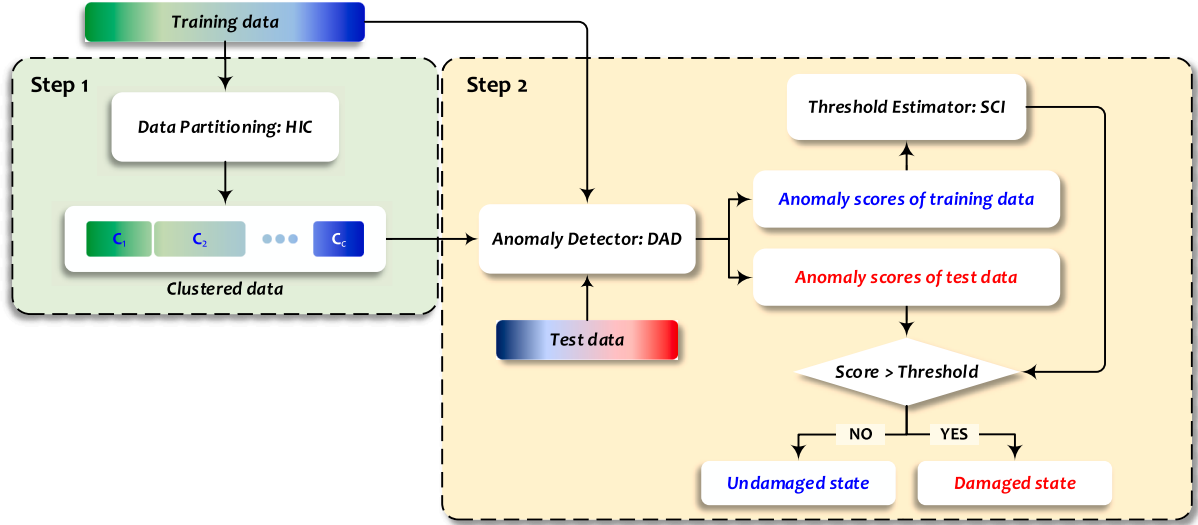 Training data
Step 1
Data Partitioning: HIC
C1 C2 Cc
Clustered data
Step 2
Threshold Estimator: SCI
Anomaly scores of training data
Anomaly Detector: DAD
Anomaly scores of test data
Test data
Score > Threshold
NO YES
Undamaged state
Damaged state